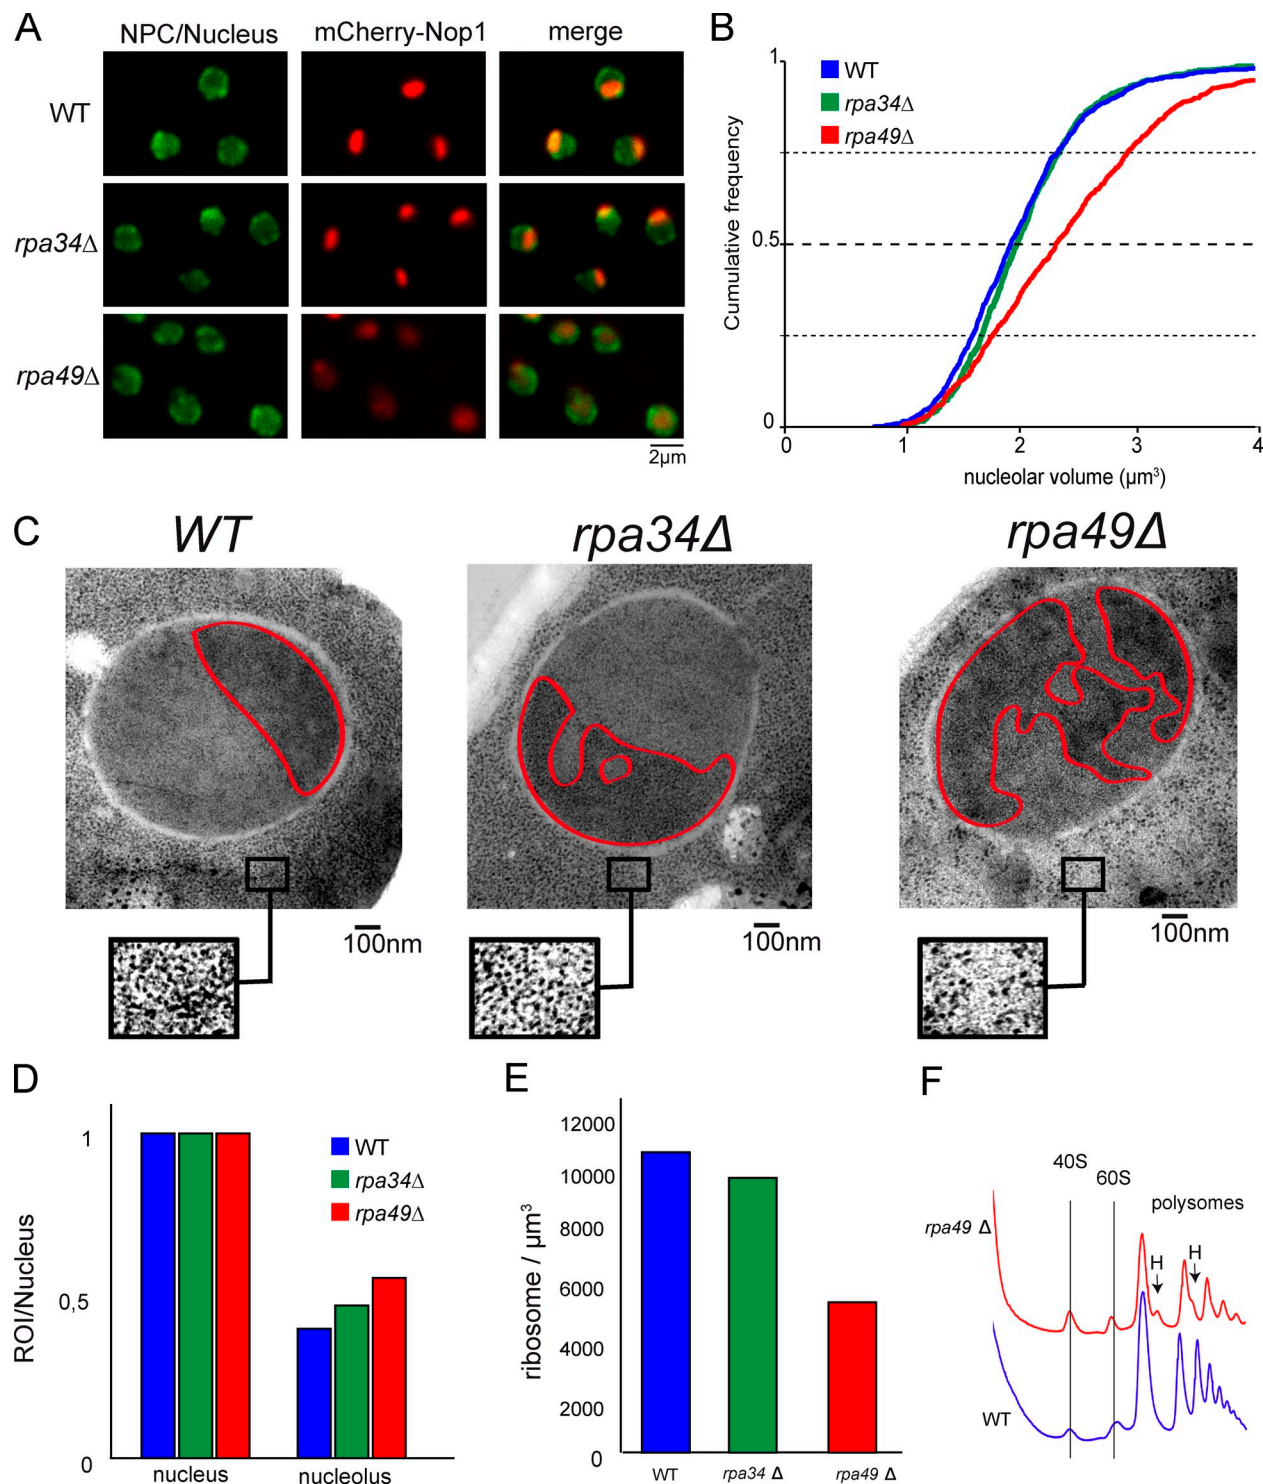 A
NPC/Nucleus
mCherry-Nop1
merge
WT
rpa34Δ
rpa49Δ
2µm
B
WT
rpa34Δ
rpa49Δ
Cumulative frequency
1
0.5
0
0
1
2
3
4
nucleolar volume (µm³)
C
WT
rpa34Δ
rpa49Δ
100nm
100nm
100nm
D
ROI/Nucleus
1
0,5
0
WT
rpa34Δ
rpa49Δ
nucleus
nucleolus
E
ribosome / µm³
12000
10000
8000
6000
4000
2000
0
WT
rpa34 Δ
rpa49 Δ
F
40S
60S
polysomes
rpa49 Δ
H
H
WT